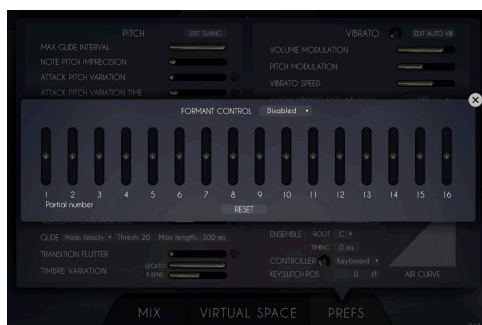 PITCH EDIT TUNING
MAX GLIDE INTERVAL
NOTE PITCH IMPRECISION
ATTACK PITCH VARIATION
ATTACK PITCH VARIATION TIME
VIBRATO EDIT AUTO VIB
VOLUME MODULATION
PITCH MODULATION
VIBRATO SPEED
FORMANT CONTROL Disabled
1 2 3 4 5 6 7 8 9 10 11 12 13 14 15 16
Partial number
RESET
GLIDE Mode: Velocity Thresh: 20 Max length: 300 ms
TRANSITION FLUTTER
TIMBRE VARIATION LEGATO
P. BEND
ENSEMBLE ROOT C
TIMING 0 ms
CONTROLLER Keyboard
KEYSWITCH POS 0 st AIR CURVE
MIX VIRTUAL SPACE PREFS